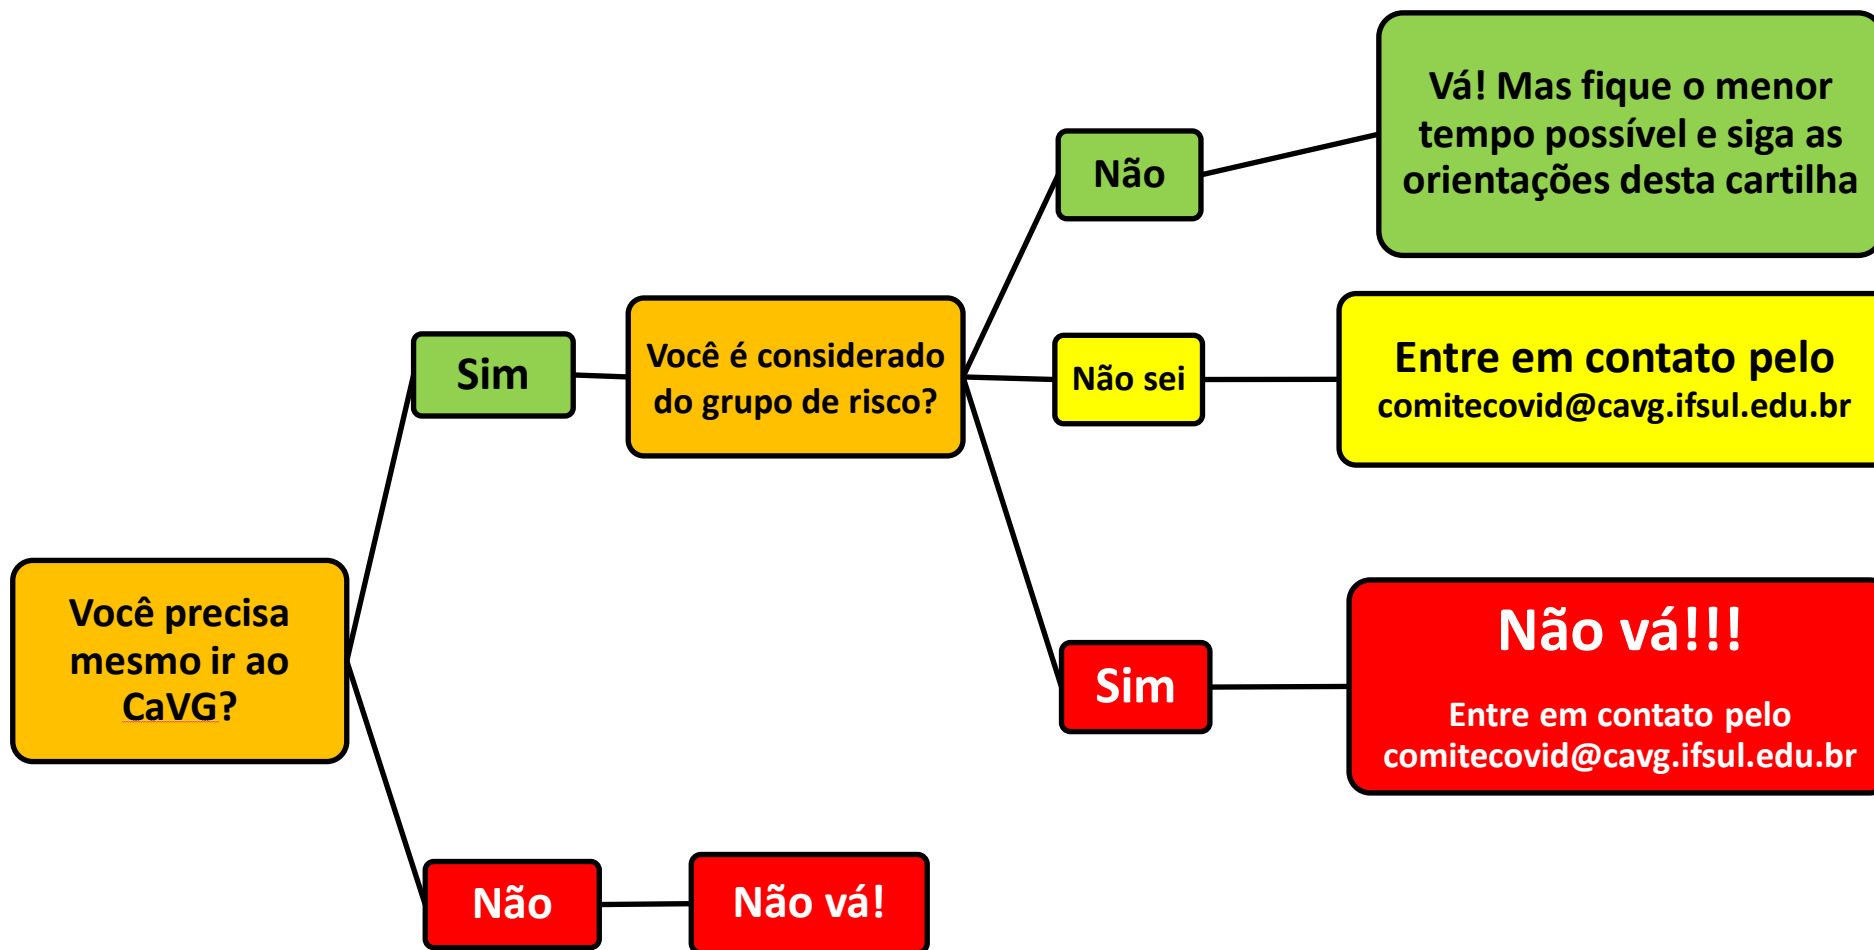 Você precisa
mesmo ir ao
CaVG?
Sim
Você é considerado
do grupo de risco?
Não
Vá! Mas fique o menor
tempo possível e siga as
orientações desta cartilha
Não sei
Entre em contato pelo
comitecovid@cavg.ifsul.edu.br
Sim
Não vá!!!
Entre em contato pelo
comitecovid@cavg.ifsul.edu.br
Não
Não vá!